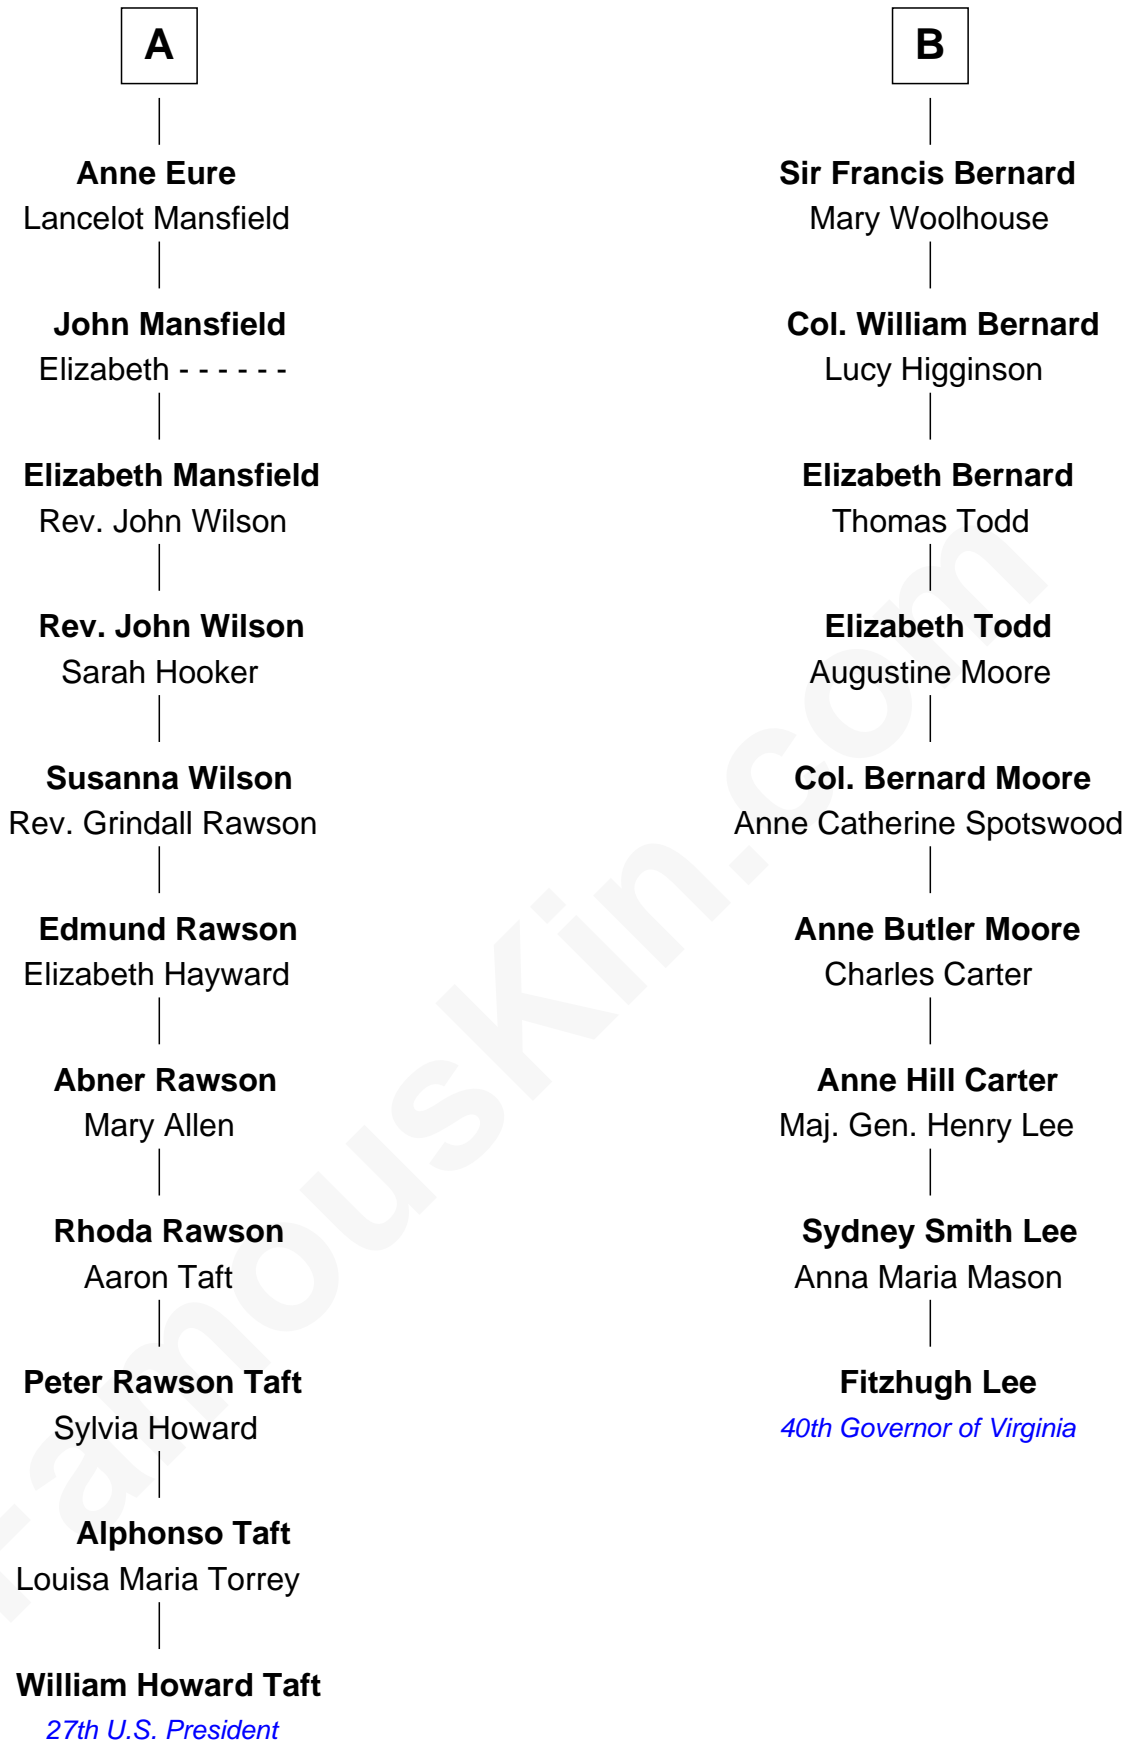 A
Anne Eure
Lancelot Mansfield
John Mansfield
Elizabeth - - - - - -
Elizabeth Mansfield
Rev. John Wilson
Rev. John Wilson
Sarah Hooker
Susanna Wilson
Rev. Grindall Rawson
Edmund Rawson
Elizabeth Hayward
Abner Rawson
Mary Allen
Rhoda Rawson
Aaron Taft
Peter Rawson Taft
Sylvia Howard
Alphonso Taft
Louisa Maria Torrey
William Howard Taft
27th U.S. President
B
Sir Francis Bernard
Mary Woolhouse
Col. William Bernard
Lucy Higginson
Elizabeth Bernard
Thomas Todd
Elizabeth Todd
Augustine Moore
Col. Bernard Moore
Anne Catherine Spotswood
Anne Butler Moore
Charles Carter
Anne Hill Carter
Maj. Gen. Henry Lee
Sydney Smith Lee
Anna Maria Mason
Fitzhugh Lee
40th Governor of Virginia
FamousKin.com